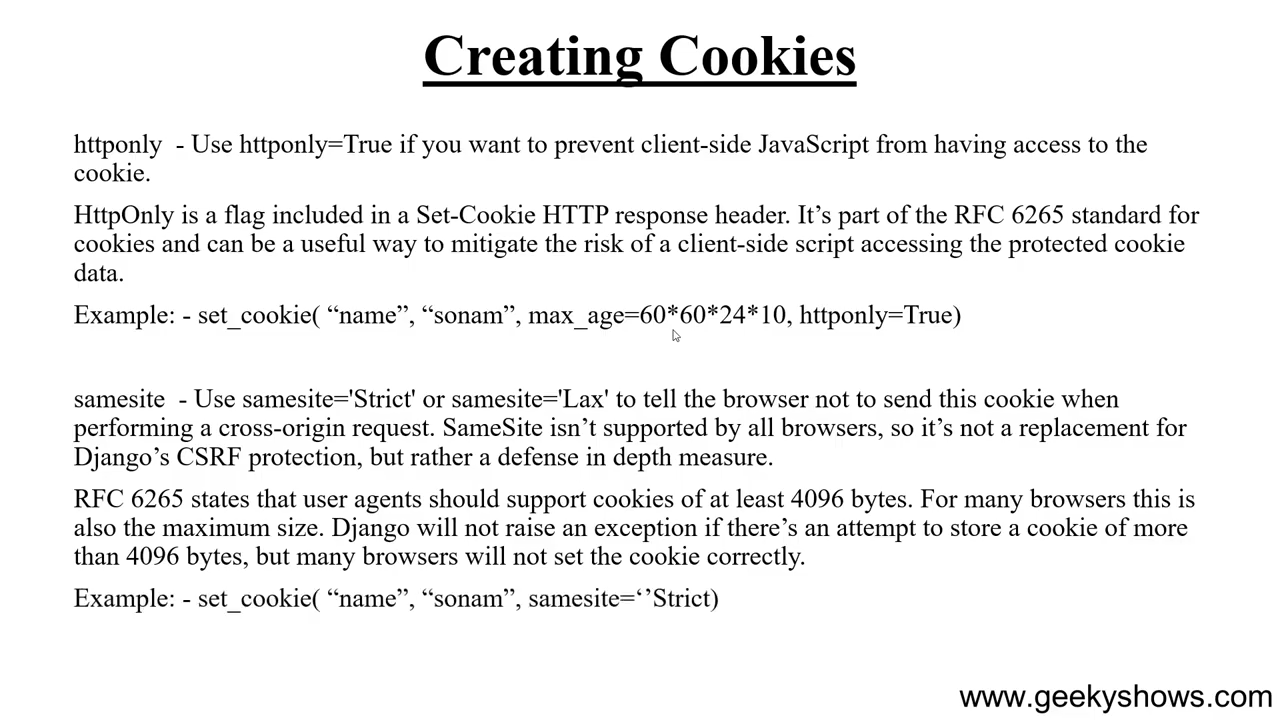 Creating Cookies
httponly - Use httponly=True if you want to prevent client-side JavaScript from having access to the
cookie.
HttpOnly is a flag included in a Set-Cookie HTTP response header. It’s part of the RFC 6265 standard for
cookies and can be a useful way to mitigate the risk of a client-side script accessing the protected cookie
data.
Example: - set_cookie( “name”, “sonam”, max_age=60*60*24*10, httponly=True)
samesite - Use samesite='Strict' or samesite='Lax' to tell the browser not to send this cookie when
performing a cross-origin request. SameSite isn’t supported by all browsers, so it’s not a replacement for
Django’s CSRF protection, but rather a defense in depth measure.
RFC 6265 states that user agents should support cookies of at least 4096 bytes. For many browsers this is
also the maximum size. Django will not raise an exception if there’s an attempt to store a cookie of more
than 4096 bytes, but many browsers will not set the cookie correctly.
Example: - set_cookie( “name”, “sonam”, samesite=‘’Strict)
www.geekyshows.com